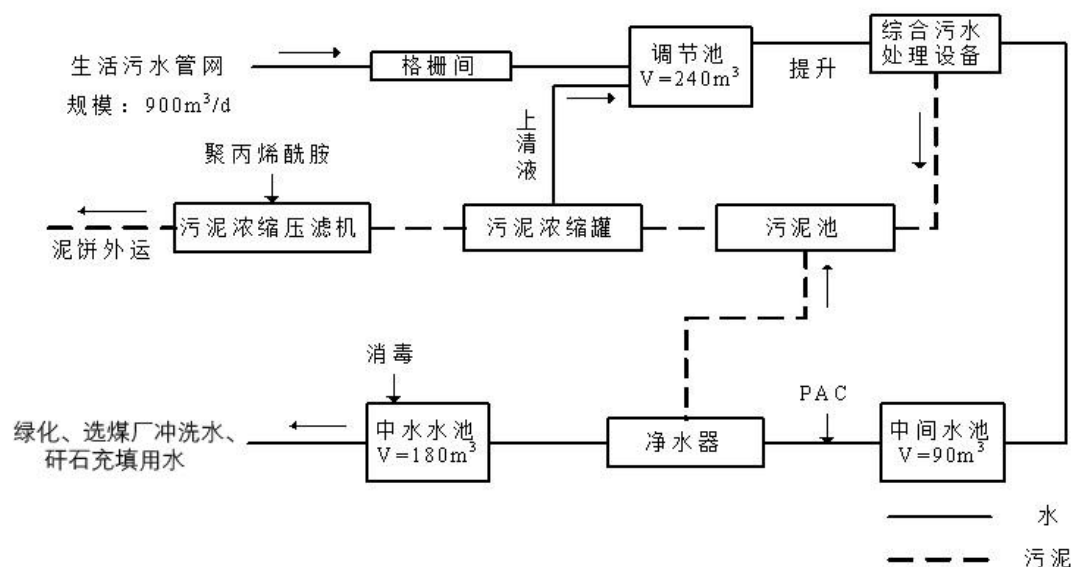 生活污水管网
规模：900m³/d
格栅间
调节池
V=240m³
提升
综合污水
处理设备
上清液
聚丙烯酰胺
污泥浓缩压滤机
污泥浓缩罐
污泥池
泥饼外运
消毒
PAC
绿化、选煤厂冲洗水、
矸石充填用水
中水水池
V=180m³
净水器
中间水池
V=90m³
水
污泥